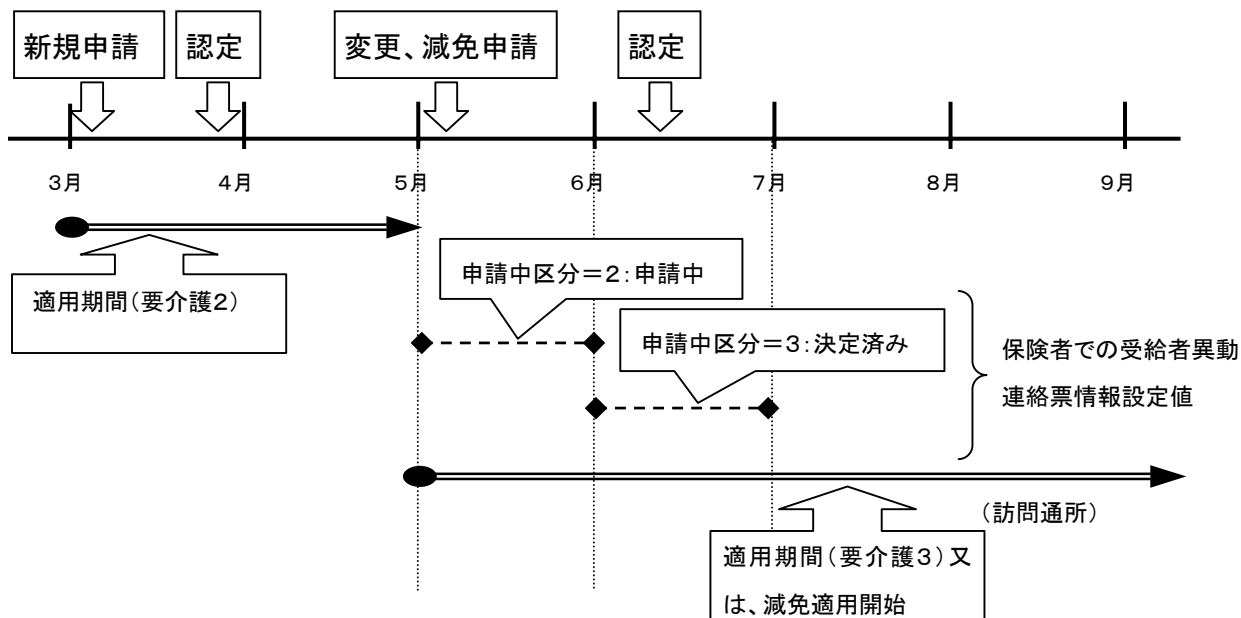 新規申請
認定
変更、減免申請
認定
3月
4月
5月
6月
7月
8月
9月
適用期間（要介護2）
申請中区分＝2：申請中
申請中区分＝3：決定済み
保険者での受給者異動
連絡票情報設定値
（訪問通所）
適用期間（要介護3）又
は、減免適用開始